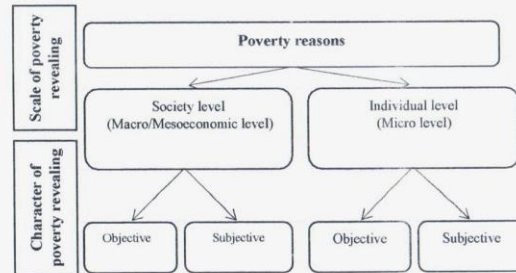 Scale of poverty
revealing
Poverty reasons
Society level
(Macro/Mesoeconomic level)
Individual level
(Micro level)
Character of
poverty revealing
Objective
Subjective
Objective
Subjective